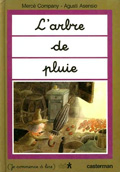 Mercè Company - Agustí Asensio
L'arbre
de
pluie
je commence à lire
casterman